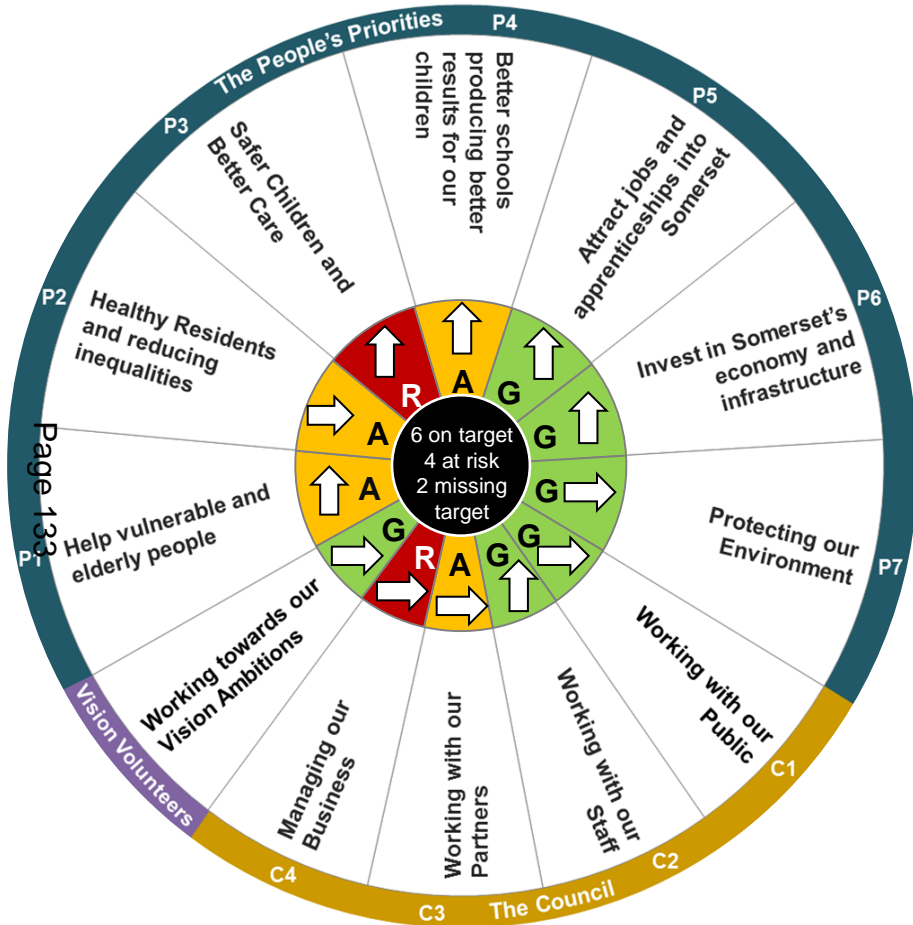 The People's Priorities
P4
Better schools
producing better
results for our
children
P5
Attract jobs and
apprenticeships into
Somerset
P6
Invest in Somerset's
economy and
infrastructure
P7
Protecting our
Environment
C1
Working with our
Public
C2
Working with our
Staff
The Council
C3
Working with our
Partners
C4
Managing our
Business
Vision Volunteers
Working towards our
Vision Ambitions
P1
Help vulnerable and
elderly people
P2
Healthy Residents
and reducing
inequalities
P3
Safer Children and
Better Care
A
G
G
G
G
G
A
R
G
A
A
R
6 on target
4 at risk
2 missing
target
Page 133